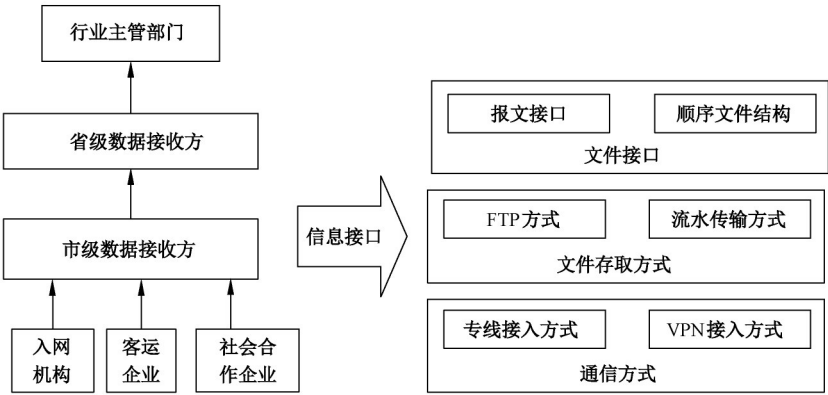 行业主管部门
省级数据接收方
市级数据接收方
入网
机构
客运
企业
社会合
作企业
信息接口
报文接口
顺序文件结构
文件接口
FTP方式
流水传输方式
文件存取方式
专线接入方式
VPN接入方式
通信方式